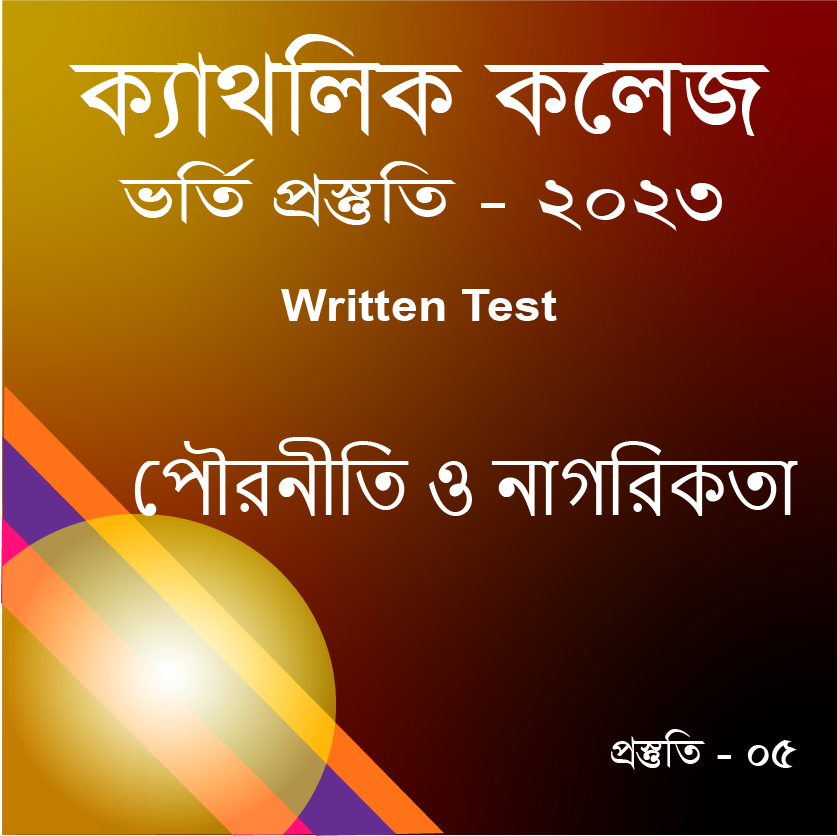 ক্যাথলিক কলেজ
ভর্তি প্রস্তুতি - ২০২৩
Written Test
পৌরনীতি ও নাগরিকতা
প্রস্তুতি - ০৫